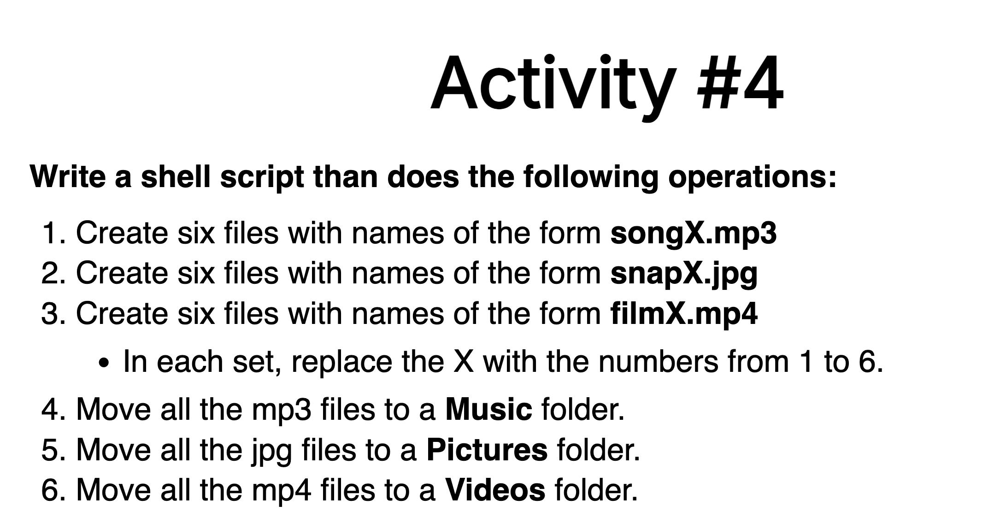 Activity #4
Write a shell script than does the following operations:
1. Create six files with names of the form songX.mp3
2. Create six files with names of the form snapX.jpg
3. Create six files with names of the form filmX.mp4
• In each set, replace the X with the numbers from 1 to 6.
4. Move all the mp3 files to a Music folder.
5. Move all the jpg files to a Pictures folder.
6. Move all the mp4 files to a Videos folder.